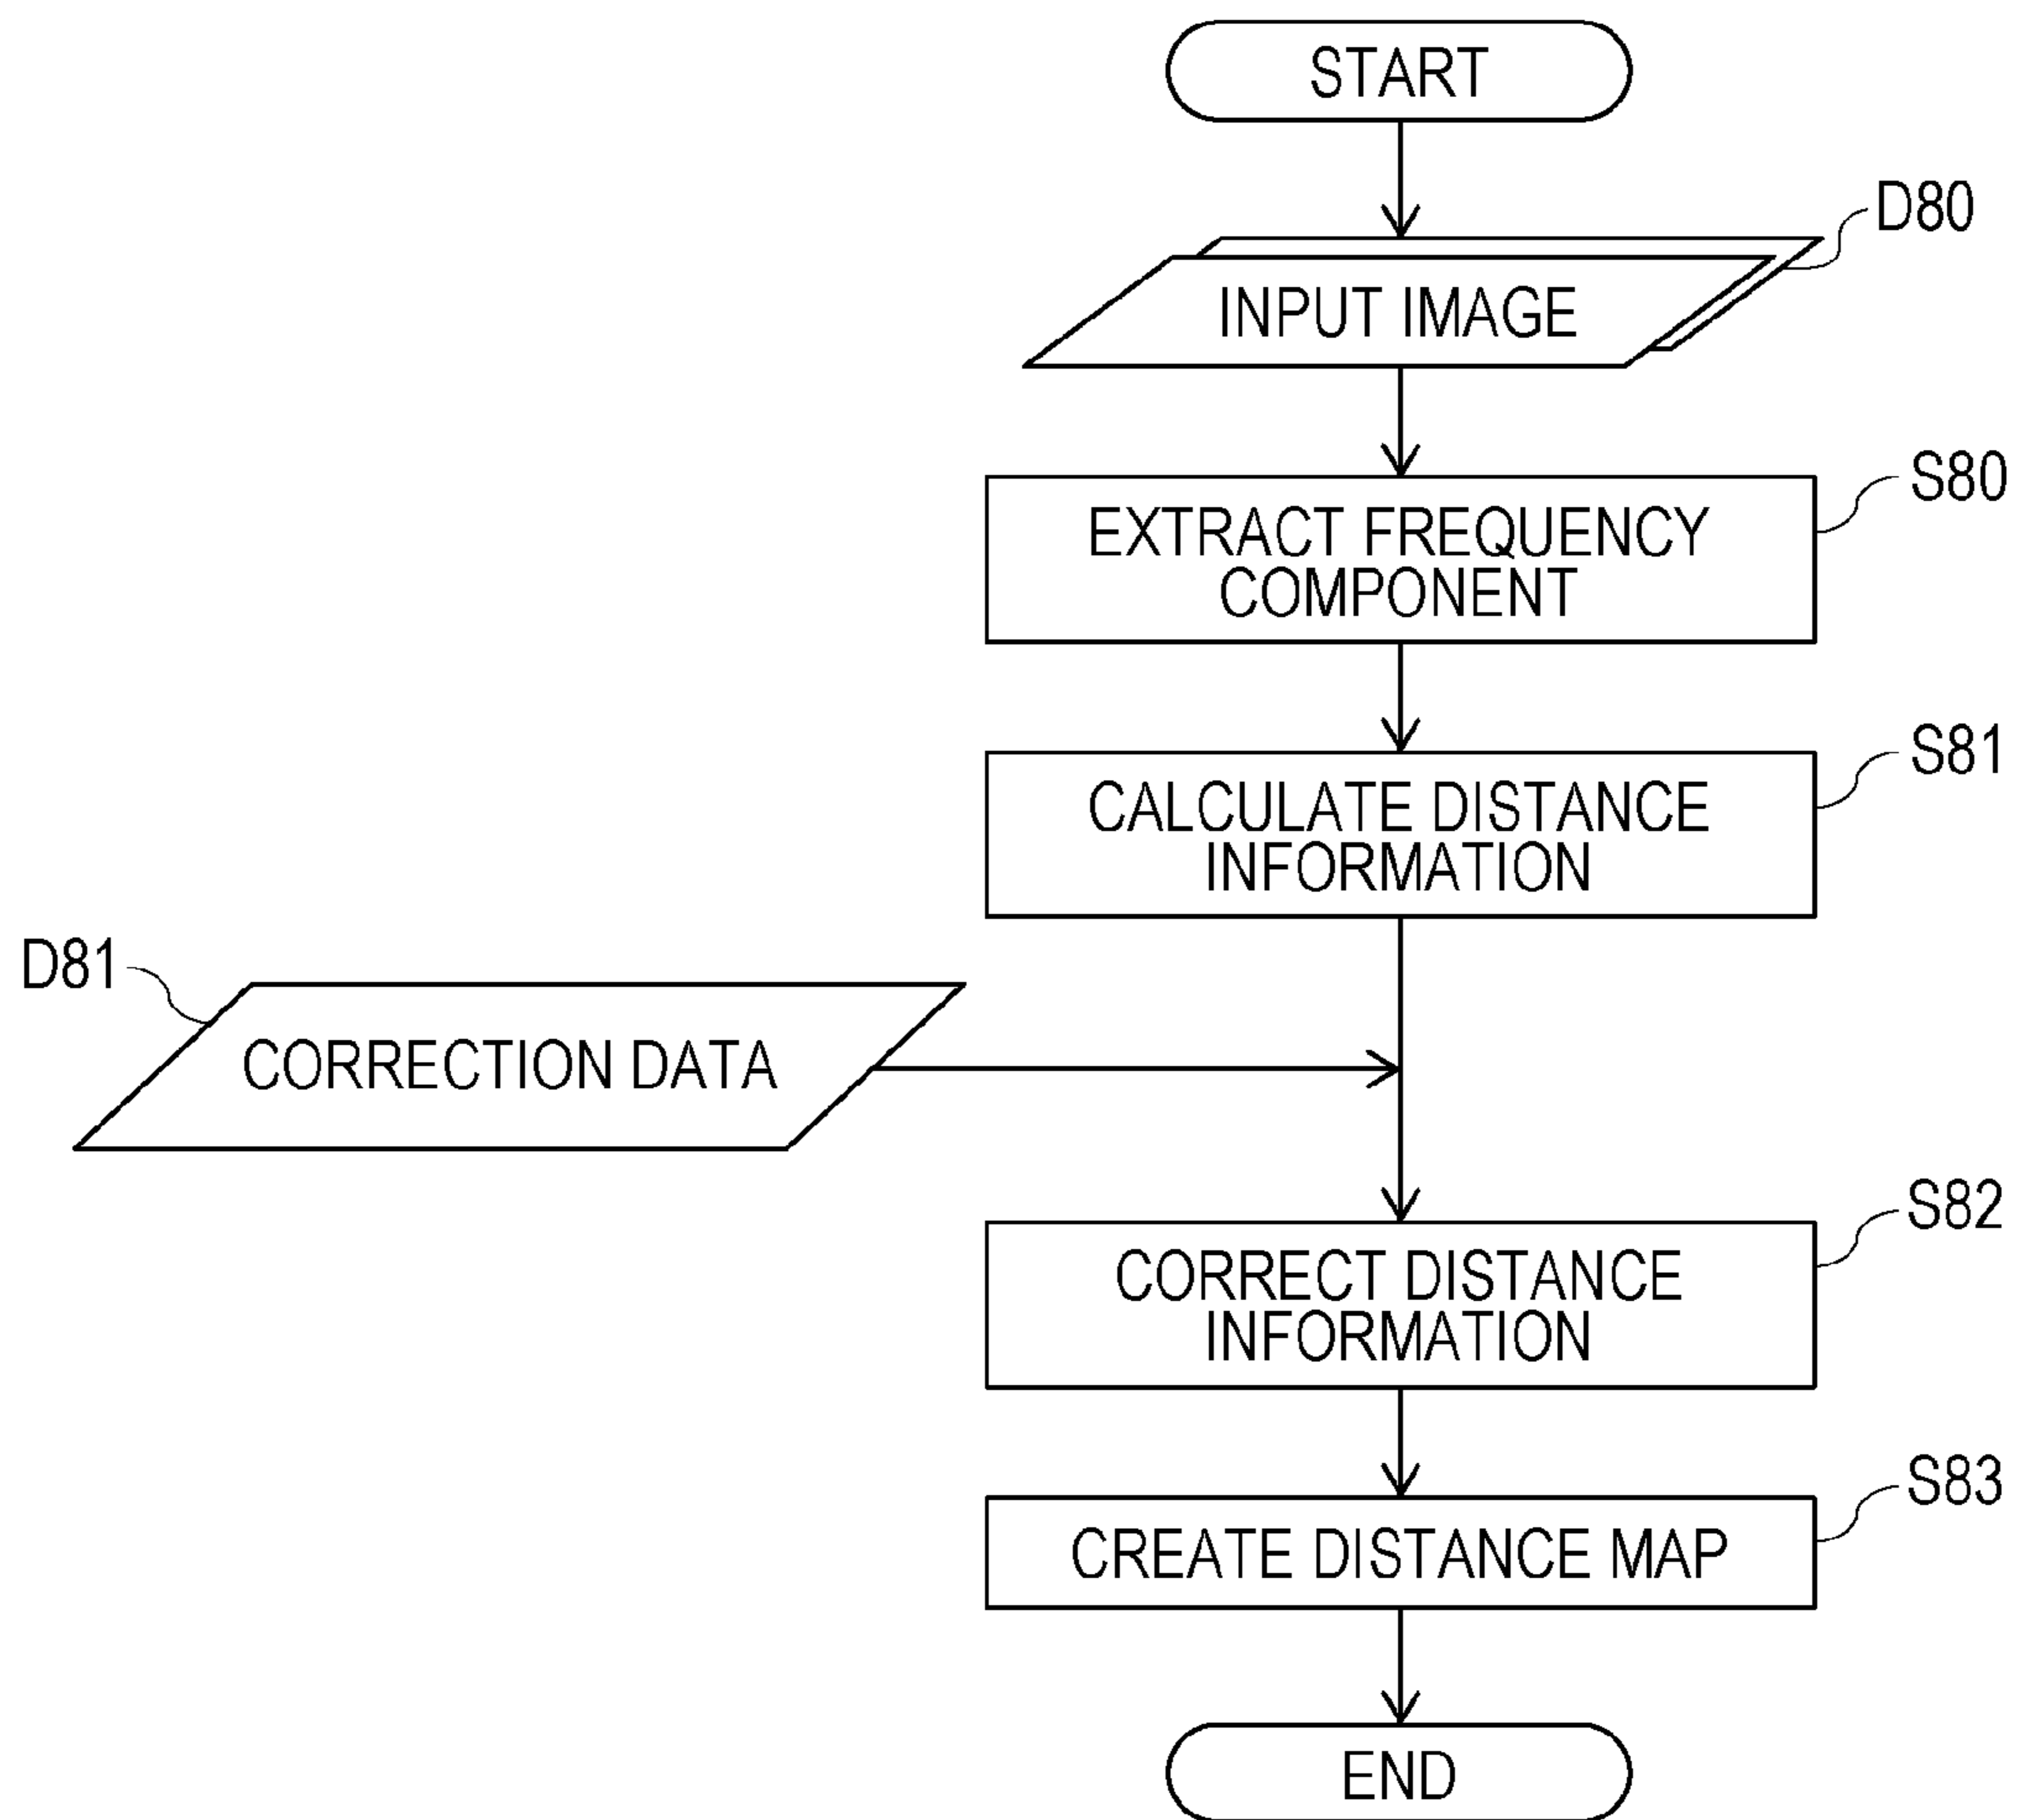 START
D80
INPUT IMAGE
S80
EXTRACT FREQUENCY
COMPONENT
S81
CALCULATE DISTANCE
INFORMATION
D81
CORRECTION DATA
S82
CORRECT DISTANCE
INFORMATION
S83
CREATE DISTANCE MAP
END